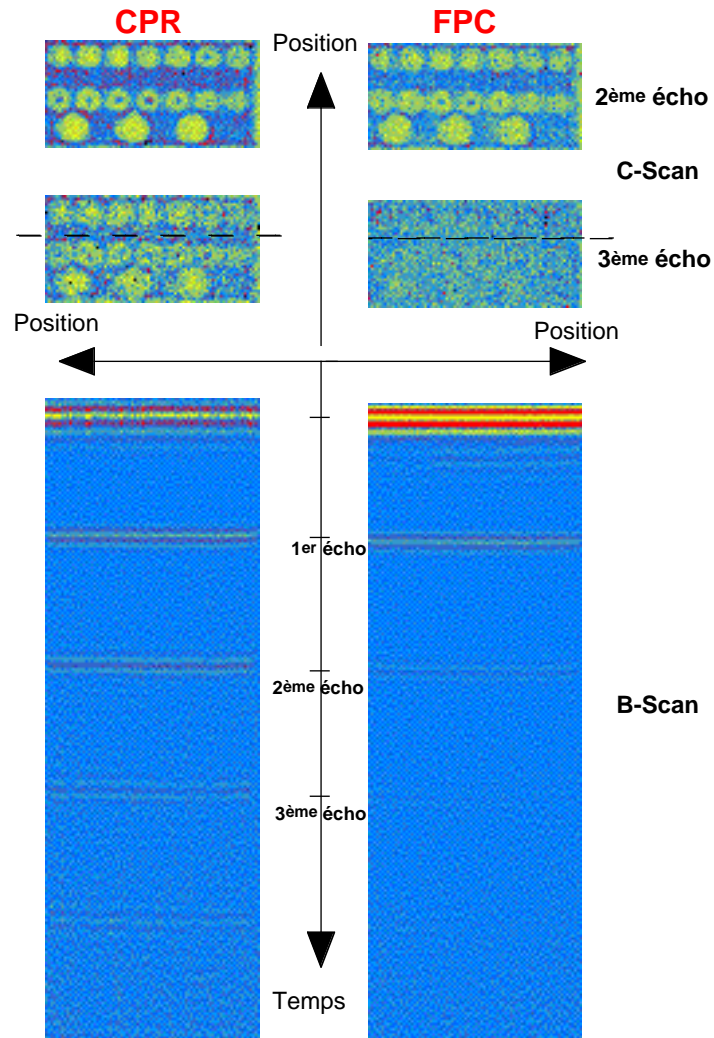 CPR
FPC
Position
2ème écho
C-Scan
3ème écho
Position
Position
1er écho
2ème écho
B-Scan
3ème écho
Temps